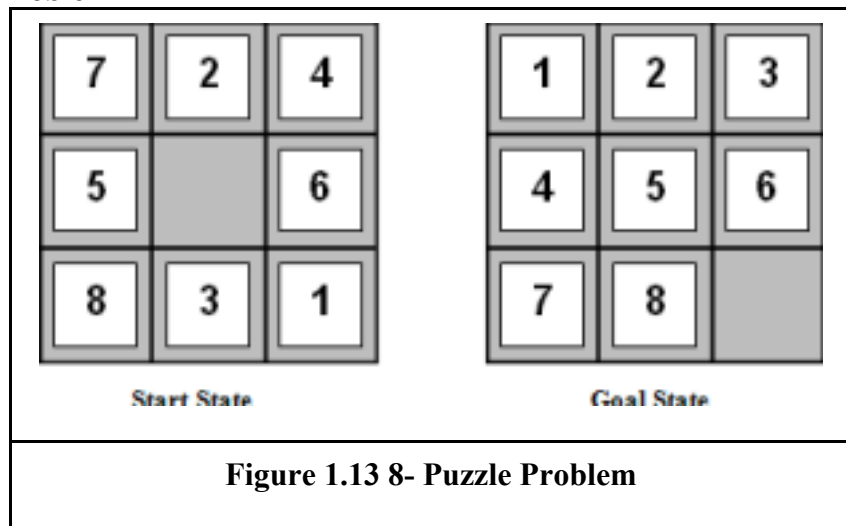 7 2 4 1 2 3
5 6 4 5 6
8 3 1 7 8
Start State Goal State
Figure 1.13 8- Puzzle Problem